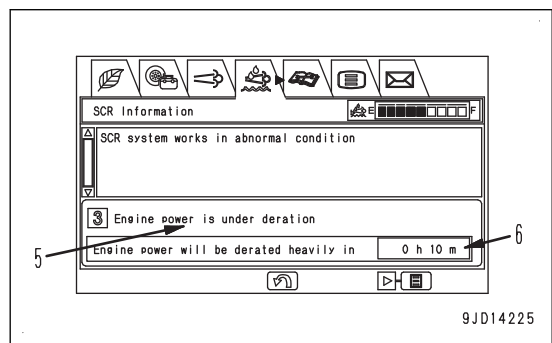 SCR Information
E F
SCR system works in abnormal condition
3 Engine power is under deration
Engine power will be derated heavily in 0 h 10 m
5
6
9JD14225